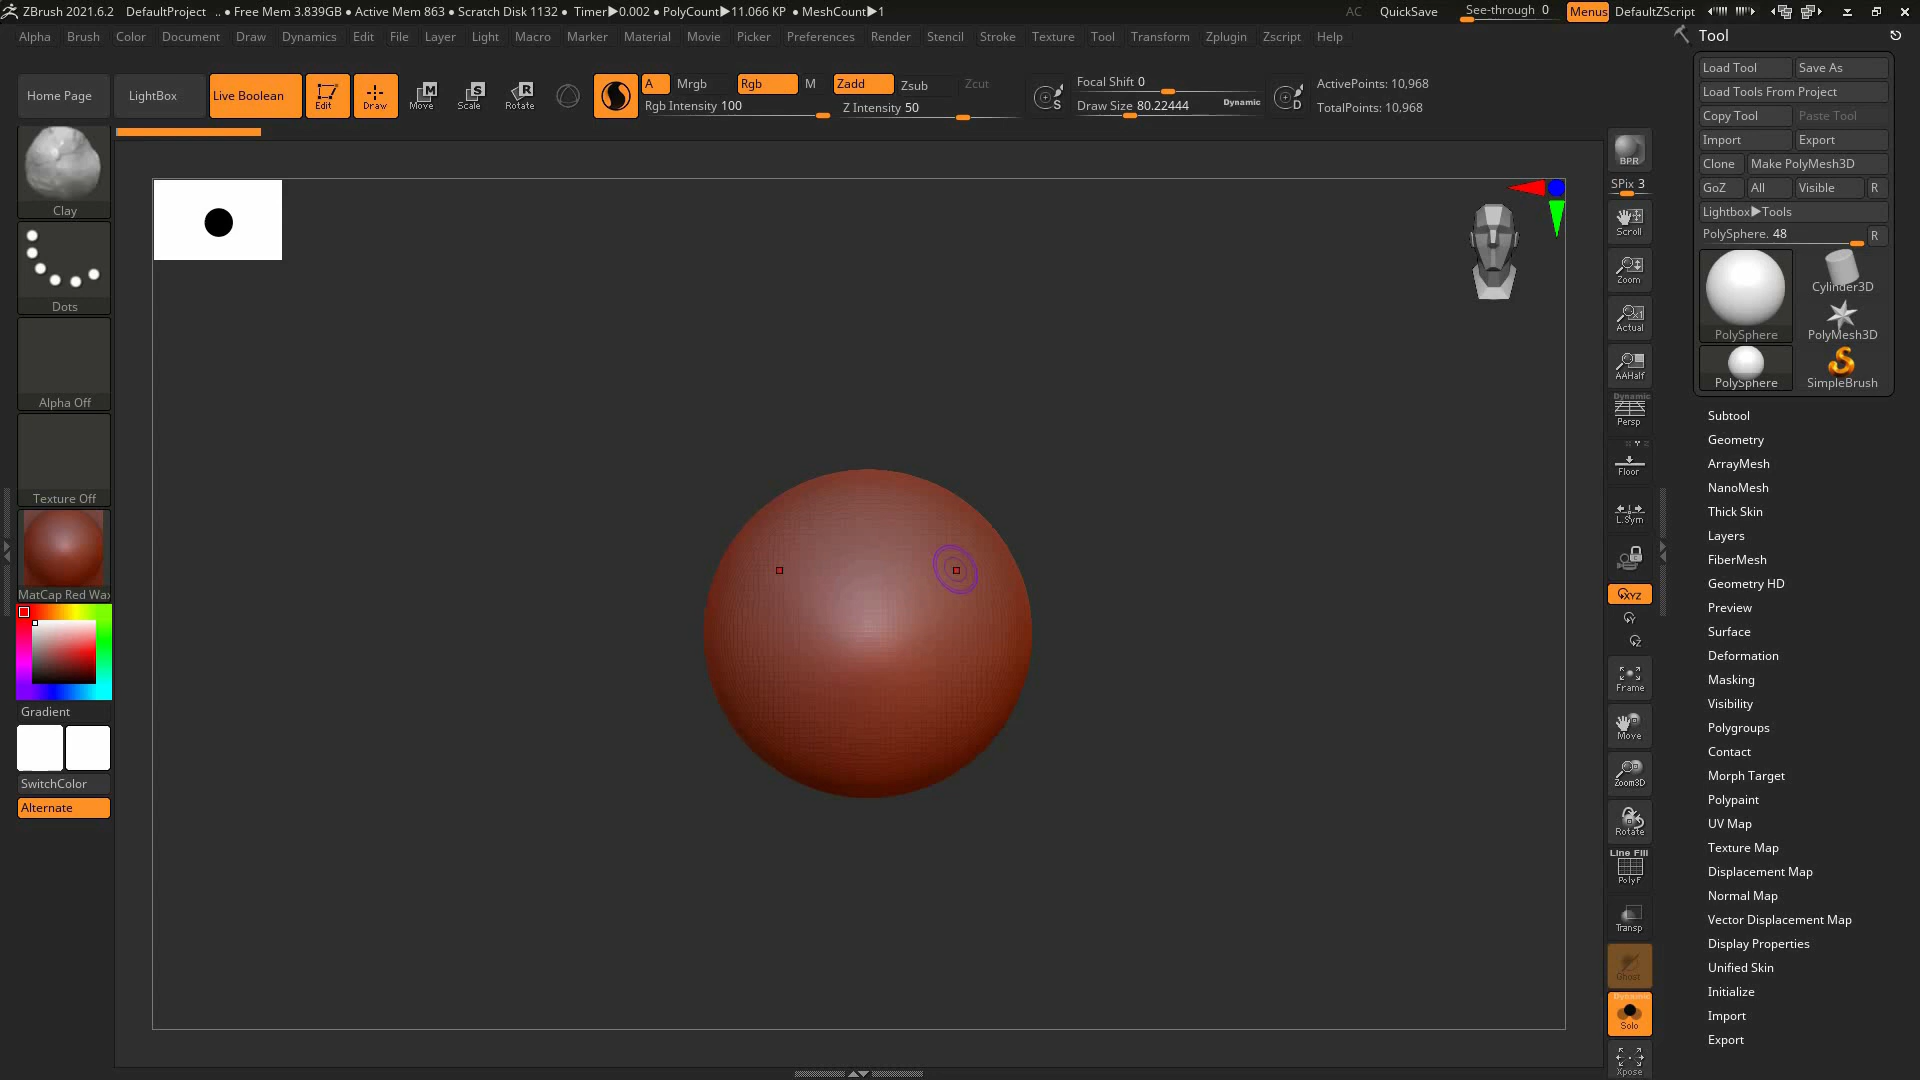 ZBrush 2021.6.2 DefaultProject .. ● Free Mem 3.839GB ● Active Mem 863 ● Scratch Disk 1132 ● Timer▶0.002 ● PolyCount▶11.066 KP ● MeshCount▶1 AC QuickSave See-through 0 Menus DefaultZScript
Alpha Brush Color Document Draw Dynamics Edit File Layer Light Macro Marker Material Movie Picker Preferences Render Stencil Stroke Texture Tool Transform Zplugin Zscript Help
Home Page LightBox Live Boolean Edit Draw Move Scale Rotate
A Mrgb Rgb M Zadd Zsub Zcut
Rgb Intensity 100 Z Intensity 50
Focal Shift 0
Draw Size 80.22444 Dynamic
ActivePoints: 10,968
TotalPoints: 10,968
Clay
Dots
Alpha Off
Texture Off
MatCap Red Wax
Gradient
SwitchColor
Alternate
BPR
SPix 3
Scroll
Zoom
Actual
AAHalf
Dynamic
Persp
Floor
L.Sym
XYZ
Y
Z
Frame
Move
Zoom3D
Rotate
Line Fill
PolyF
Transp
Ghost
Dynamic
Solo
Xpose
Tool
Load Tool Save As
Load Tools From Project
Copy Tool Paste Tool
Import Export
Clone Make PolyMesh3D
GoZ All Visible R
Lightbox▶Tools
PolySphere. 48 R
PolySphere Cylinder3D
PolyMesh3D
PolySphere SimpleBrush
Subtool
Geometry
ArrayMesh
NanoMesh
Thick Skin
Layers
FiberMesh
Geometry HD
Preview
Surface
Deformation
Masking
Visibility
Polygroups
Contact
Morph Target
Polypaint
UV Map
Texture Map
Displacement Map
Normal Map
Vector Displacement Map
Display Properties
Unified Skin
Initialize
Import
Export